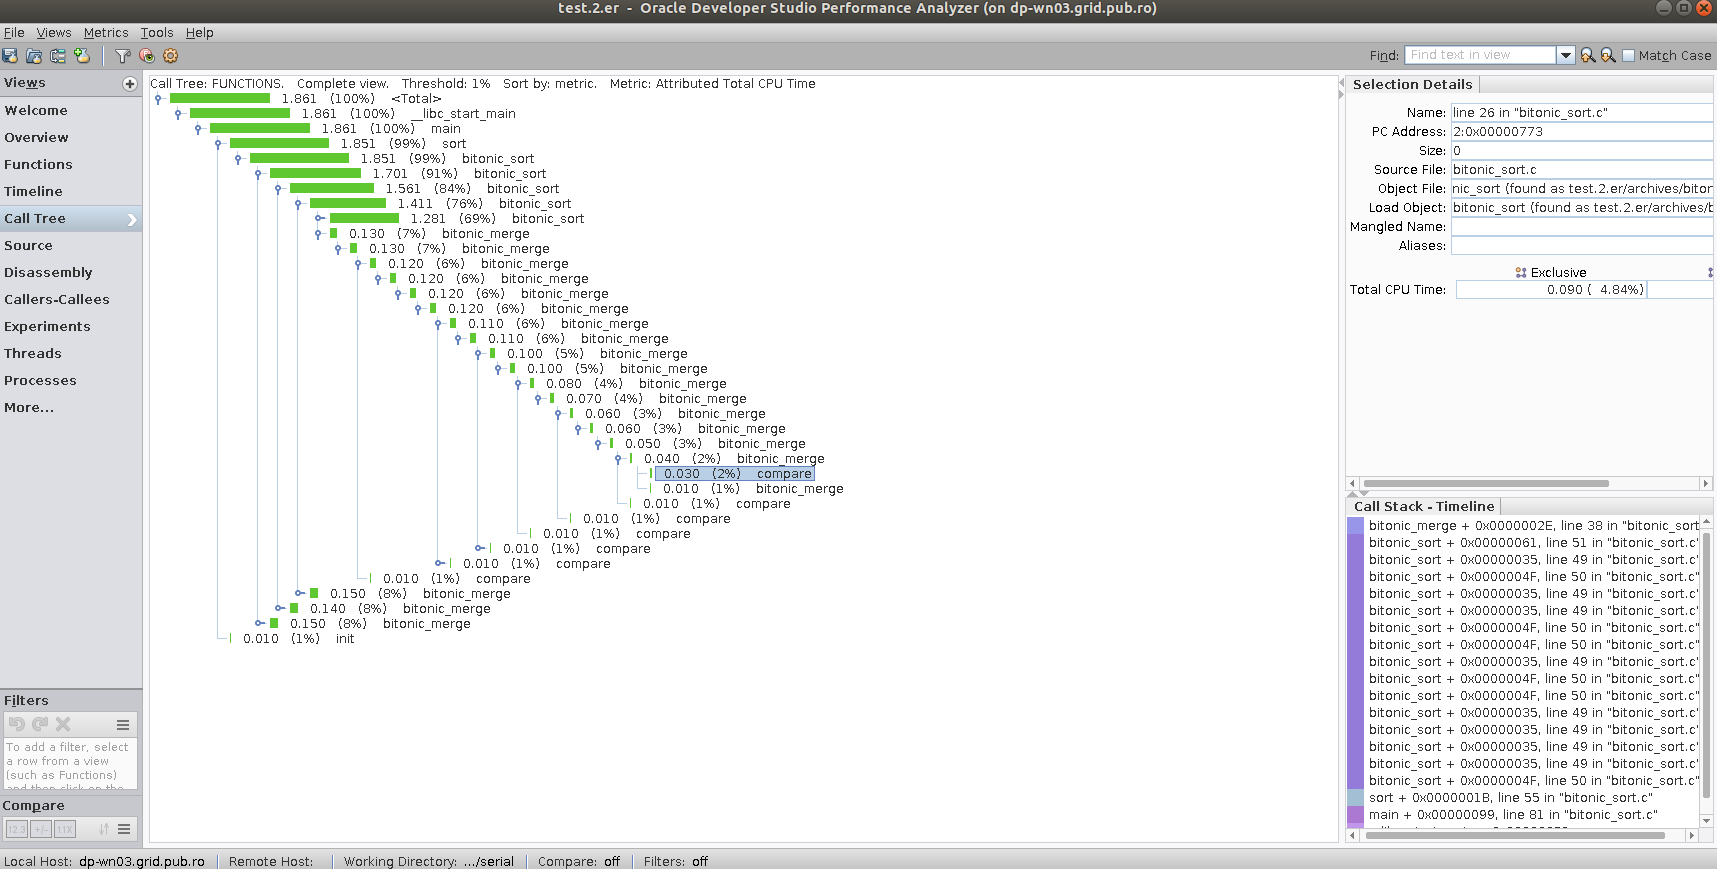 test.2.er - Oracle Developer Studio Performance Analyzer (on dp-wn03.grid.pub.ro)
File Views Metrics Tools Help
Find: Find text in view Match Case
Views
Welcome
Overview
Functions
Timeline
Call Tree
Source
Disassembly
Callers-Callees
Experiments
Threads
Processes
More...
Filters
To add a filter, select
a row from a view
(such as Functions)
and then click on the
Compare
12.3 +/- 11X
Call Tree: FUNCTIONS. Complete view. Threshold: 1% Sort by: metric. Metric: Attributed Total CPU Time
1.861 (100%) <Total>
1.861 (100%) __libc_start_main
1.861 (100%) main
1.851 (99%) sort
1.851 (99%) bitonic_sort
1.701 (91%) bitonic_sort
1.561 (84%) bitonic_sort
1.411 (76%) bitonic_sort
1.281 (69%) bitonic_sort
0.130 (7%) bitonic_merge
0.130 (7%) bitonic_merge
0.120 (6%) bitonic_merge
0.120 (6%) bitonic_merge
0.120 (6%) bitonic_merge
0.120 (6%) bitonic_merge
0.110 (6%) bitonic_merge
0.110 (6%) bitonic_merge
0.100 (5%) bitonic_merge
0.100 (5%) bitonic_merge
0.080 (4%) bitonic_merge
0.070 (4%) bitonic_merge
0.060 (3%) bitonic_merge
0.060 (3%) bitonic_merge
0.050 (3%) bitonic_merge
0.040 (2%) bitonic_merge
0.030 (2%) compare
0.010 (1%) bitonic_merge
0.010 (1%) compare
0.010 (1%) compare
0.010 (1%) compare
0.010 (1%) compare
0.010 (1%) compare
0.010 (1%) compare
0.150 (8%) bitonic_merge
0.140 (8%) bitonic_merge
0.150 (8%) bitonic_merge
0.010 (1%) init
Selection Details
Name: line 26 in "bitonic_sort.c"
PC Address: 2:0x00000773
Size: 0
Source File: bitonic_sort.c
Object File: nic_sort (found as test.2.er/archives/biton
Load Object: bitonic_sort (found as test.2.er/archives/b
Mangled Name:
Aliases:
Exclusive
Total CPU Time: 0.090 ( 4.84%)
Call Stack - Timeline
bitonic_merge + 0x0000002E, line 38 in "bitonic_sort
bitonic_sort + 0x00000061, line 51 in "bitonic_sort.c"
bitonic_sort + 0x00000035, line 49 in "bitonic_sort.c"
bitonic_sort + 0x0000004F, line 50 in "bitonic_sort.c"
bitonic_sort + 0x00000035, line 49 in "bitonic_sort.c"
bitonic_sort + 0x00000035, line 49 in "bitonic_sort.c"
bitonic_sort + 0x0000004F, line 50 in "bitonic_sort.c"
bitonic_sort + 0x0000004F, line 50 in "bitonic_sort.c"
bitonic_sort + 0x00000035, line 49 in "bitonic_sort.c"
bitonic_sort + 0x0000004F, line 50 in "bitonic_sort.c"
bitonic_sort + 0x0000004F, line 50 in "bitonic_sort.c"
bitonic_sort + 0x00000035, line 49 in "bitonic_sort.c"
bitonic_sort + 0x00000035, line 49 in "bitonic_sort.c"
bitonic_sort + 0x00000035, line 49 in "bitonic_sort.c"
bitonic_sort + 0x00000035, line 49 in "bitonic_sort.c"
bitonic_sort + 0x0000004F, line 50 in "bitonic_sort.c"
sort + 0x0000001B, line 55 in "bitonic_sort.c"
main + 0x00000099, line 81 in "bitonic_sort.c"
Local Host: dp-wn03.grid.pub.ro Remote Host: Working Directory: .../serial Compare: off Filters: off